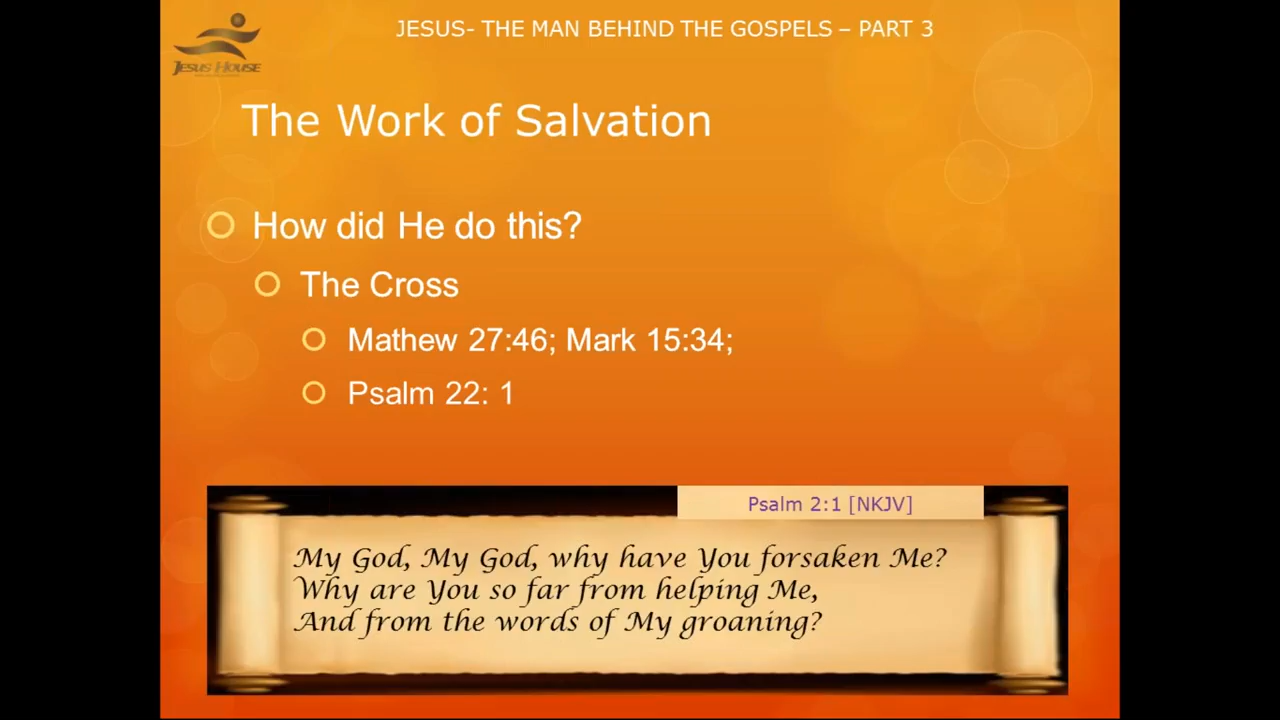 JESUS- THE MAN BEHIND THE GOSPELS – PART 3
JESUS HOUSE
The Work of Salvation
How did He do this?
The Cross
Mathew 27:46; Mark 15:34;
Psalm 22: 1
Psalm 2:1 [NKJV]
My God, My God, why have You forsaken Me?
Why are You so far from helping Me,
And from the words of My groaning?